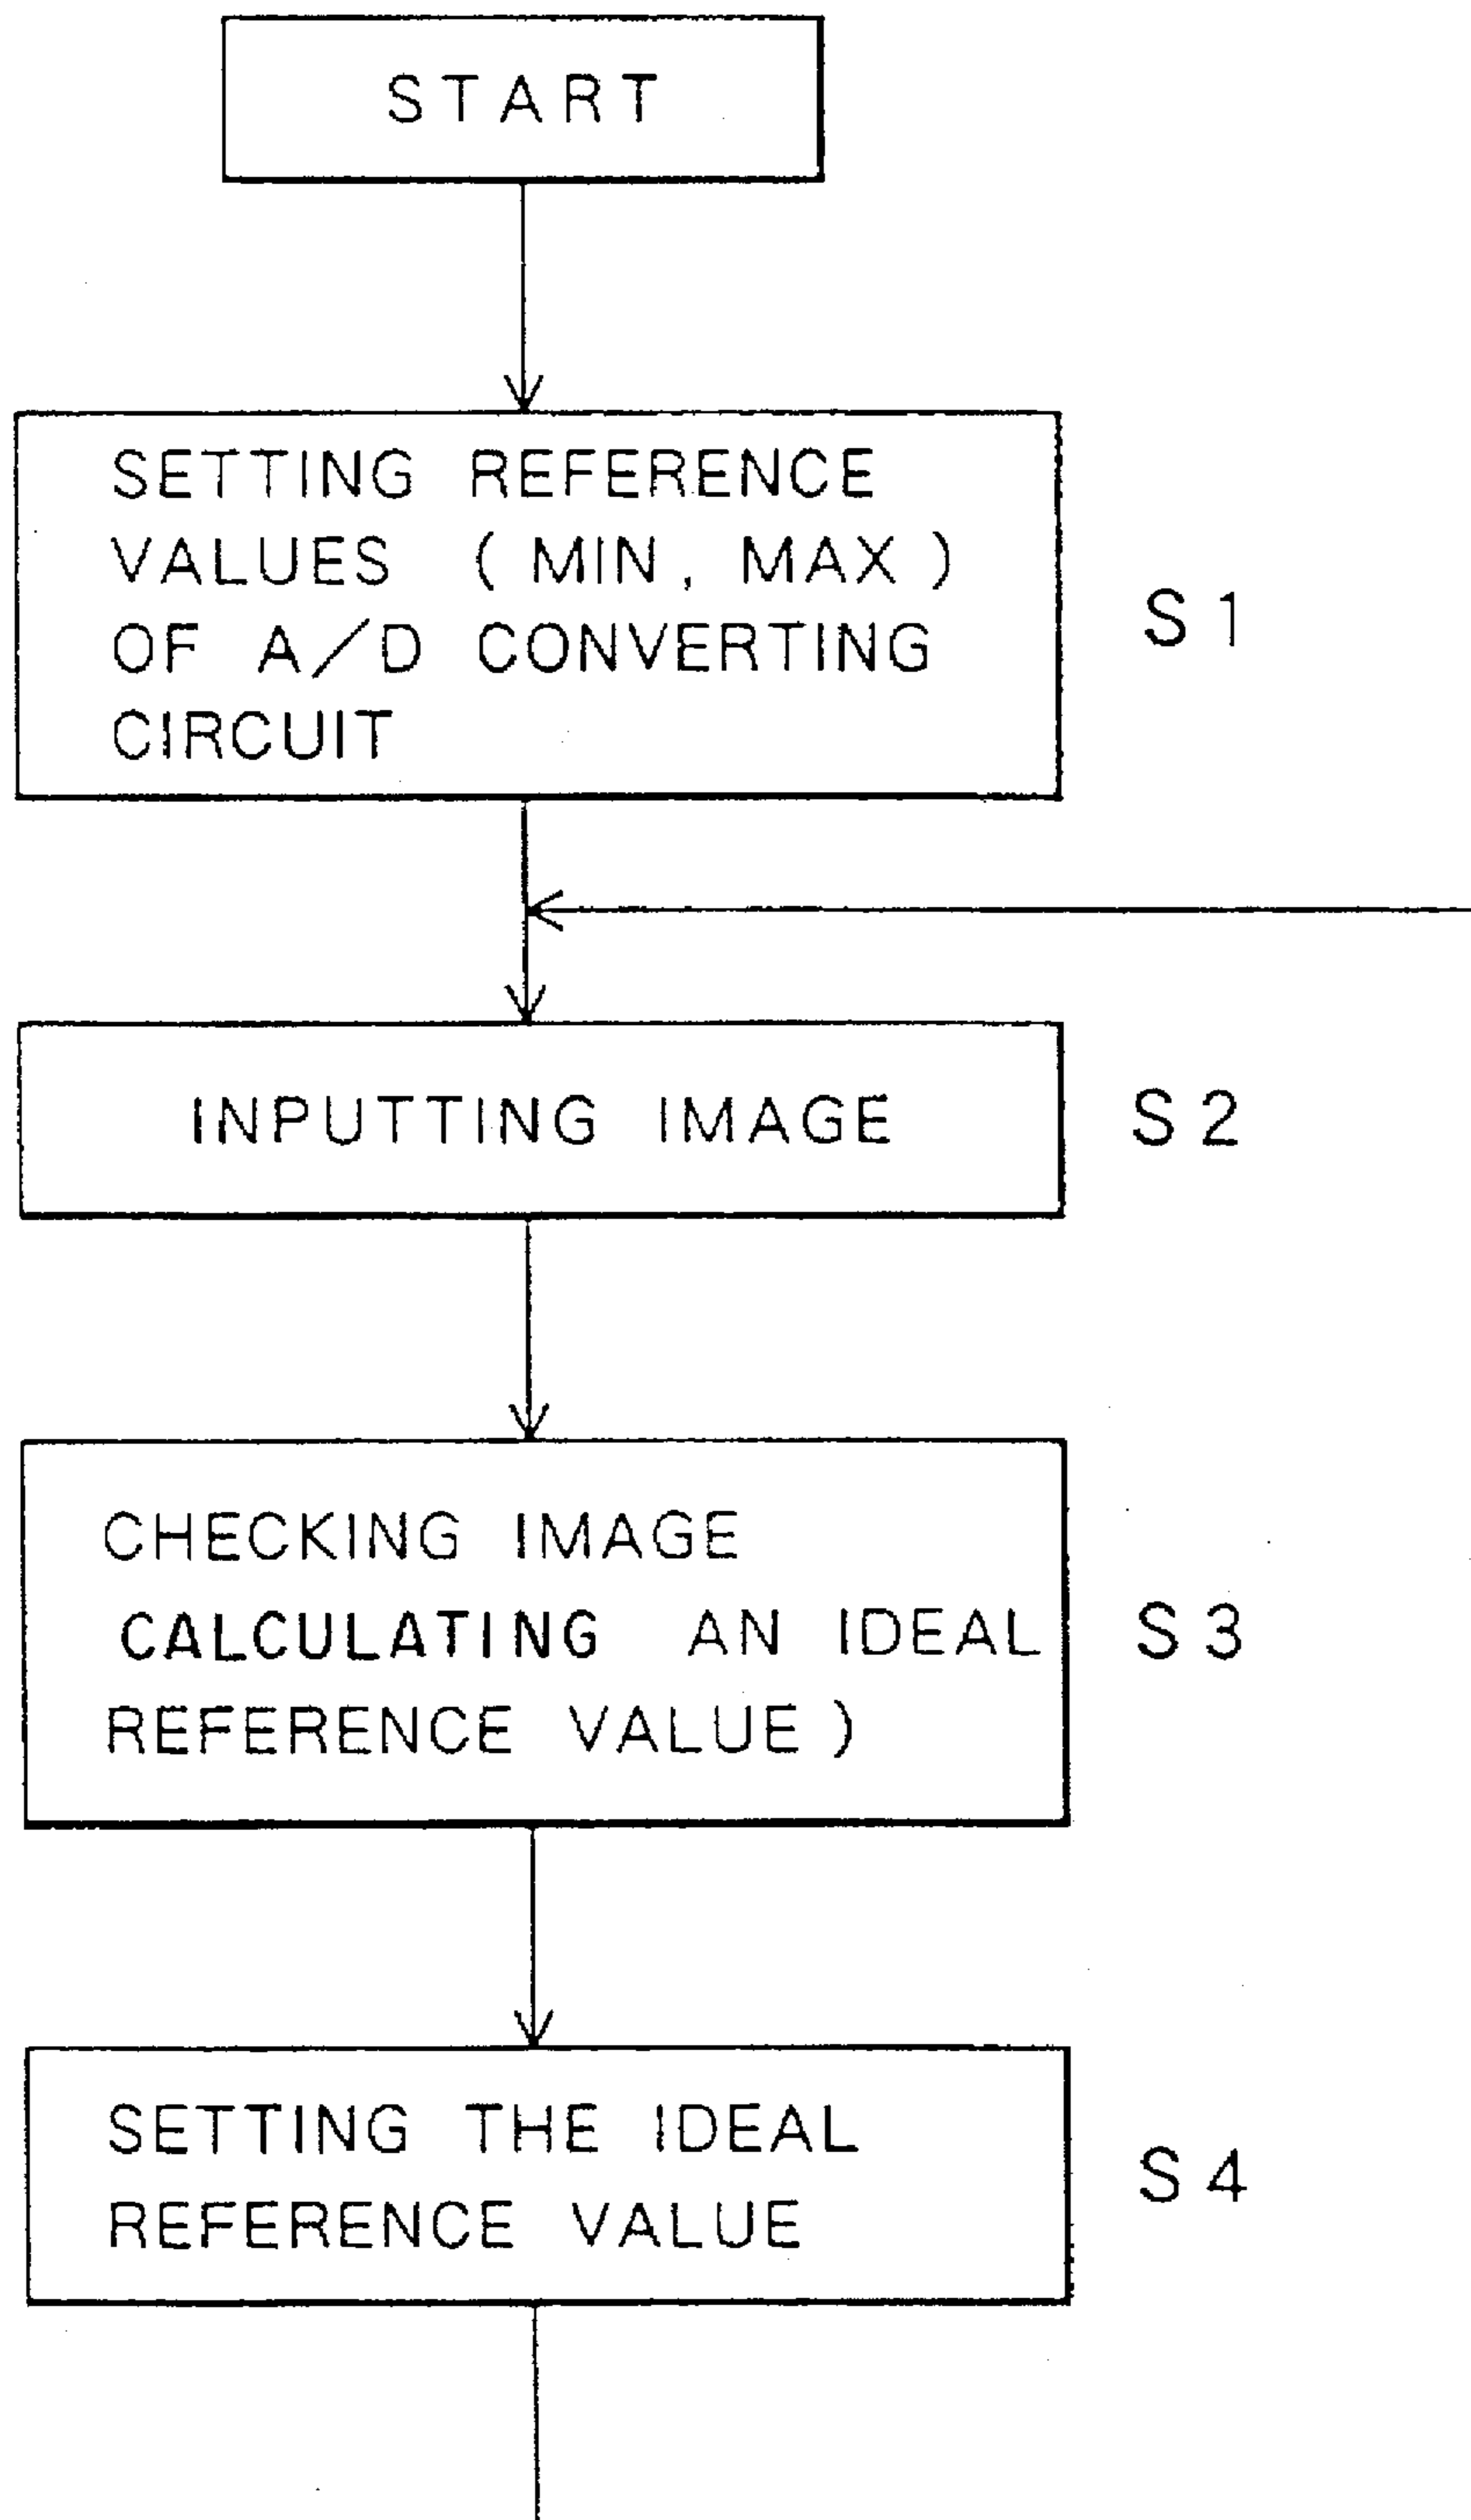 START
SETTING REFERENCE
VALUES (MIN, MAX)
OF A/D CONVERTING
CIRCUIT
S1
INPUTTING IMAGE
S2
CHECKING IMAGE
CALCULATING AN IDEAL
REFERENCE VALUE)
S3
SETTING THE IDEAL
REFERENCE VALUE
S4